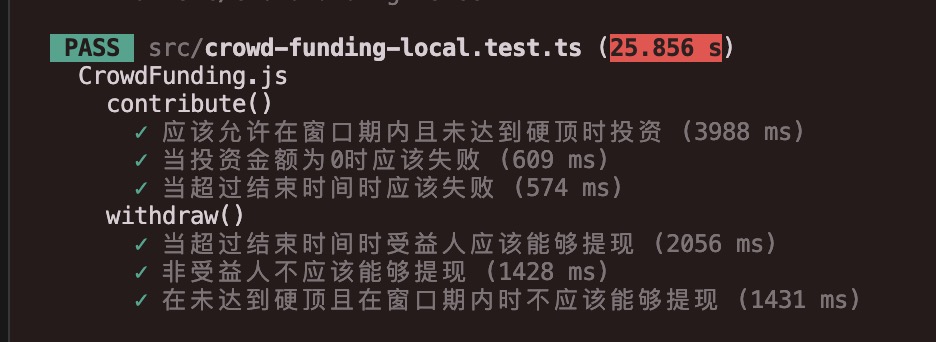 PASS src/crowd-funding-local.test.ts (25.856 s)
CrowdFunding.js
contribute()
✓ 应该允许在窗口期内且未达到硬顶时投资 (3988 ms)
✓ 当投资金额为0时应该失败 (609 ms)
✓ 当超过结束时间时应该失败 (574 ms)
withdraw()
✓ 当超过结束时间时受益人应该能够提现 (2056 ms)
✓ 非受益人不应该能够提现 (1428 ms)
✓ 在未达到硬顶且在窗口期内时不应该能够提现 (1431 ms)